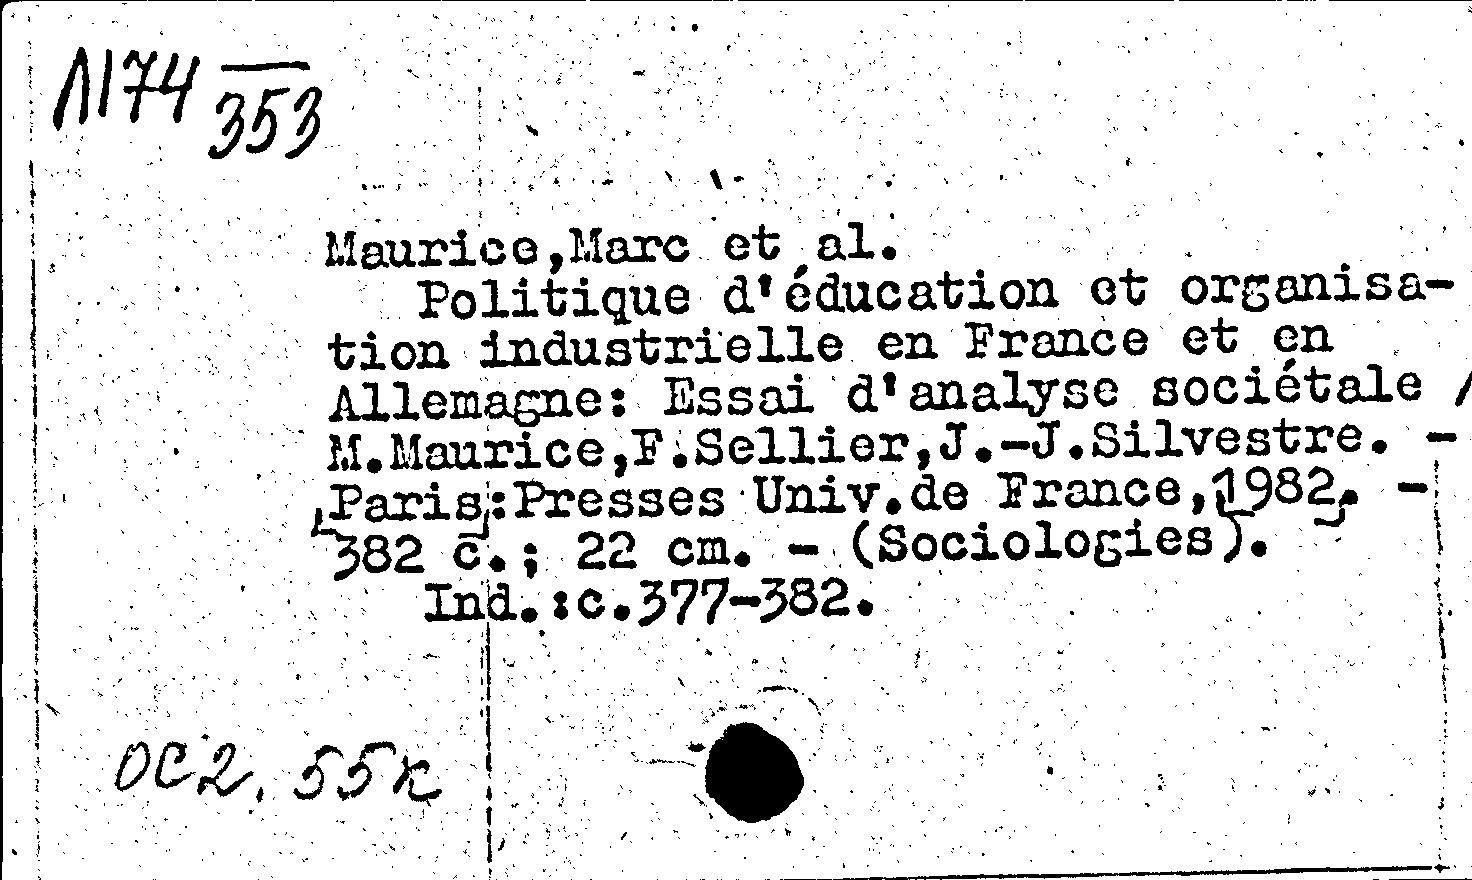 Л174 353
Maurice,Marc et al.
Politique d'éducation et organisa-
tion industrielle en France et en
Allemagne: Essai d'analyse sociétale /
M.Maurice,F.Sellier,J.-J.Silvestre. -
Paris:Presses Univ.de France,1982. -
382 с.; 22 cm. - (Sociologies).
Ind.:с.377-382.
ОС2. 55к